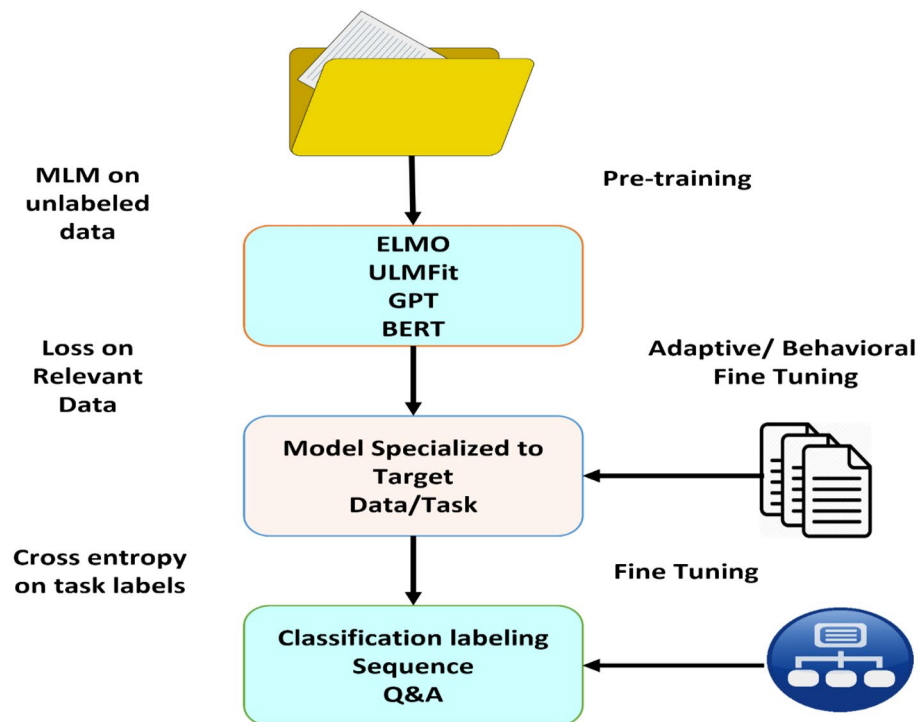 MLM on
unlabeled
data
Pre-training
ELMO
ULMFit
GPT
BERT
Loss on
Relevant
Data
Adaptive/ Behavioral
Fine Tuning
Model Specialized to
Target
Data/Task
Cross entropy
on task labels
Fine Tuning
Classification labeling
Sequence
Q&A